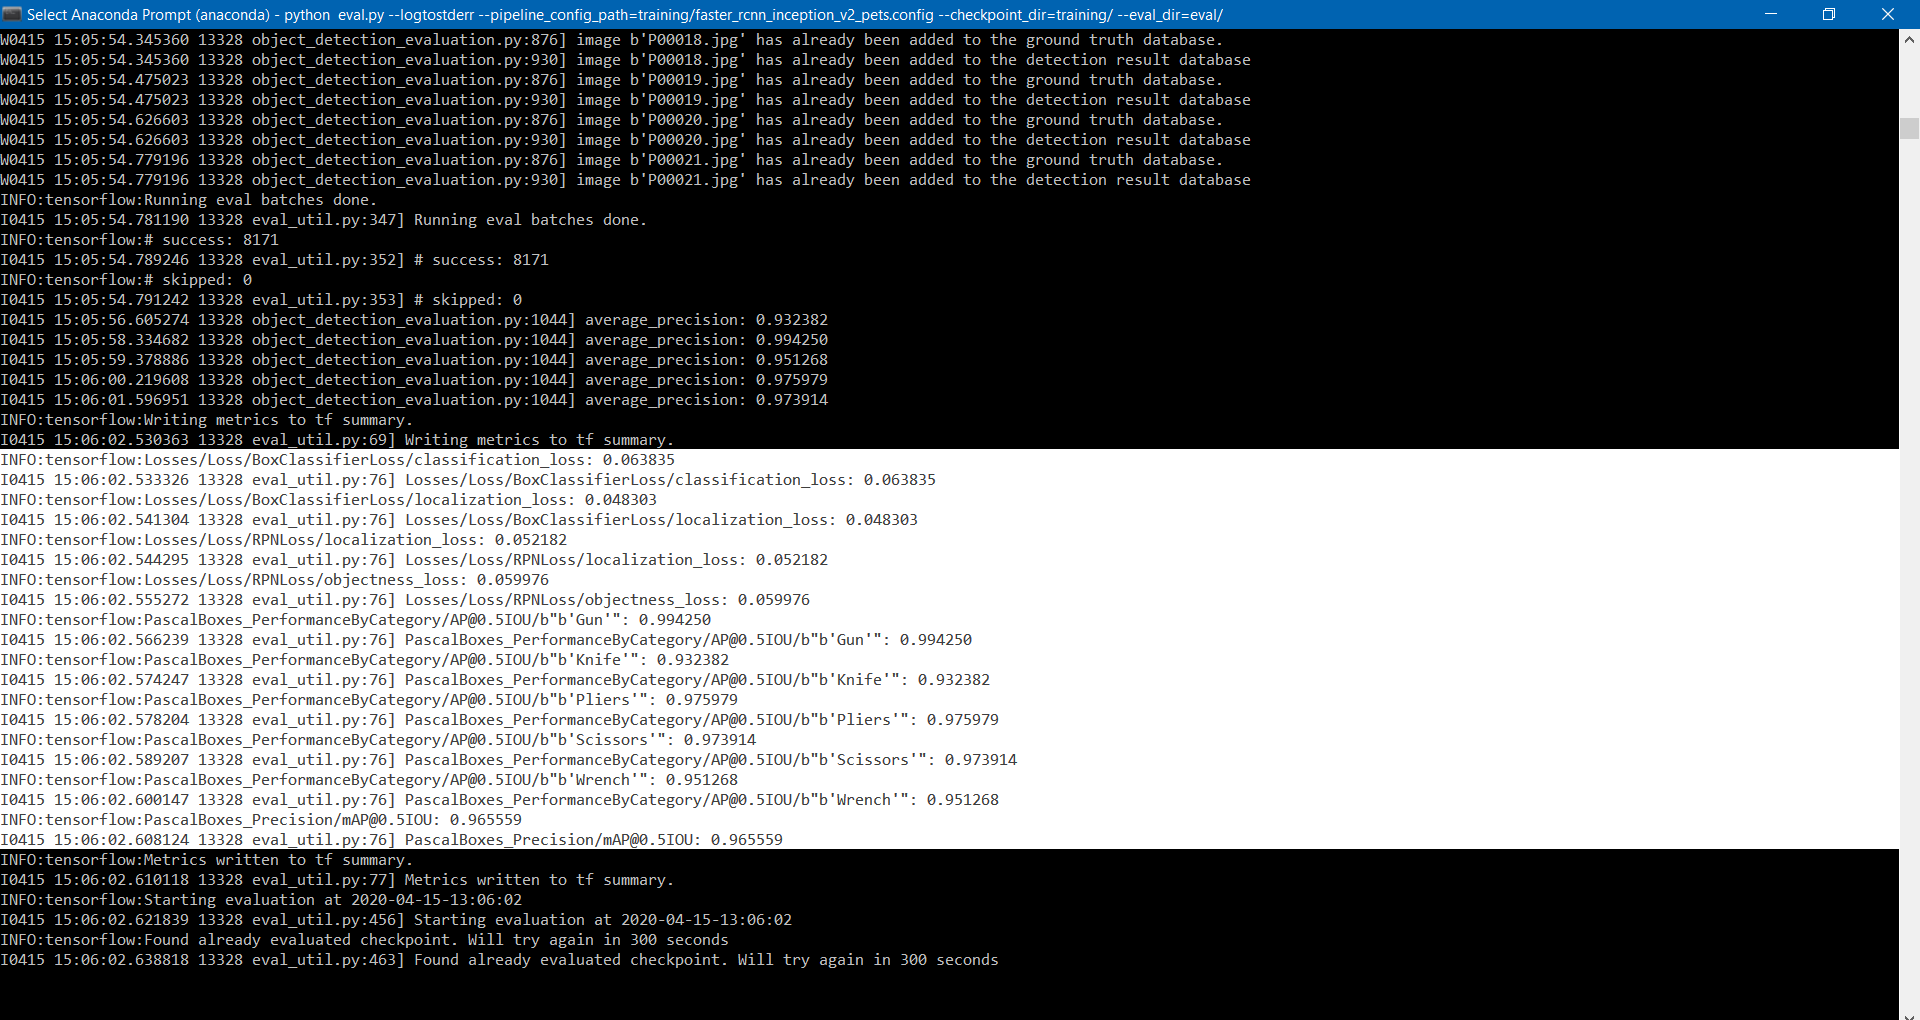 Select Anaconda Prompt (anaconda) - python  eval.py --logtostderr --pipeline_config_path=training/faster_rcnn_inception_v2_pets.config --checkpoint_dir=training/ --eval_dir=eval/
W0415 15:05:54.345360 13328 object_detection_evaluation.py:876] image b'P00018.jpg' has already been added to the ground truth database.
W0415 15:05:54.345360 13328 object_detection_evaluation.py:930] image b'P00018.jpg' has already been added to the detection result database
W0415 15:05:54.475023 13328 object_detection_evaluation.py:876] image b'P00019.jpg' has already been added to the ground truth database.
W0415 15:05:54.475023 13328 object_detection_evaluation.py:930] image b'P00019.jpg' has already been added to the detection result database
W0415 15:05:54.626603 13328 object_detection_evaluation.py:876] image b'P00020.jpg' has already been added to the ground truth database.
W0415 15:05:54.626603 13328 object_detection_evaluation.py:930] image b'P00020.jpg' has already been added to the detection result database
W0415 15:05:54.779196 13328 object_detection_evaluation.py:876] image b'P00021.jpg' has already been added to the ground truth database.
W0415 15:05:54.779196 13328 object_detection_evaluation.py:930] image b'P00021.jpg' has already been added to the detection result database
INFO:tensorflow:Running eval batches done.
I0415 15:05:54.781190 13328 eval_util.py:347] Running eval batches done.
INFO:tensorflow:# success: 8171
I0415 15:05:54.789246 13328 eval_util.py:352] # success: 8171
INFO:tensorflow:# skipped: 0
I0415 15:05:54.791242 13328 eval_util.py:353] # skipped: 0
I0415 15:05:56.605274 13328 object_detection_evaluation.py:1044] average_precision: 0.932382
I0415 15:05:58.334682 13328 object_detection_evaluation.py:1044] average_precision: 0.994250
I0415 15:05:59.378886 13328 object_detection_evaluation.py:1044] average_precision: 0.951268
I0415 15:06:00.219608 13328 object_detection_evaluation.py:1044] average_precision: 0.975979
I0415 15:06:01.596951 13328 object_detection_evaluation.py:1044] average_precision: 0.973914
INFO:tensorflow:Writing metrics to tf summary.
I0415 15:06:02.530363 13328 eval_util.py:69] Writing metrics to tf summary.
INFO:tensorflow:Losses/Loss/BoxClassifierLoss/classification_loss: 0.063835
I0415 15:06:02.533326 13328 eval_util.py:76] Losses/Loss/BoxClassifierLoss/classification_loss: 0.063835
INFO:tensorflow:Losses/Loss/BoxClassifierLoss/localization_loss: 0.048303
I0415 15:06:02.541304 13328 eval_util.py:76] Losses/Loss/BoxClassifierLoss/localization_loss: 0.048303
INFO:tensorflow:Losses/Loss/RPNLoss/localization_loss: 0.052182
I0415 15:06:02.544295 13328 eval_util.py:76] Losses/Loss/RPNLoss/localization_loss: 0.052182
INFO:tensorflow:Losses/Loss/RPNLoss/objectness_loss: 0.059976
I0415 15:06:02.555272 13328 eval_util.py:76] Losses/Loss/RPNLoss/objectness_loss: 0.059976
INFO:tensorflow:PascalBoxes_PerformanceByCategory/AP@0.5IOU/b"b'Gun'": 0.994250
I0415 15:06:02.566239 13328 eval_util.py:76] PascalBoxes_PerformanceByCategory/AP@0.5IOU/b"b'Gun'": 0.994250
INFO:tensorflow:PascalBoxes_PerformanceByCategory/AP@0.5IOU/b"b'Knife'": 0.932382
I0415 15:06:02.574247 13328 eval_util.py:76] PascalBoxes_PerformanceByCategory/AP@0.5IOU/b"b'Knife'": 0.932382
INFO:tensorflow:PascalBoxes_PerformanceByCategory/AP@0.5IOU/b"b'Pliers'": 0.975979
I0415 15:06:02.578204 13328 eval_util.py:76] PascalBoxes_PerformanceByCategory/AP@0.5IOU/b"b'Pliers'": 0.975979
INFO:tensorflow:PascalBoxes_PerformanceByCategory/AP@0.5IOU/b"b'Scissors'": 0.973914
I0415 15:06:02.589207 13328 eval_util.py:76] PascalBoxes_PerformanceByCategory/AP@0.5IOU/b"b'Scissors'": 0.973914
INFO:tensorflow:PascalBoxes_PerformanceByCategory/AP@0.5IOU/b"b'Wrench'": 0.951268
I0415 15:06:02.600147 13328 eval_util.py:76] PascalBoxes_PerformanceByCategory/AP@0.5IOU/b"b'Wrench'": 0.951268
INFO:tensorflow:PascalBoxes_Precision/mAP@0.5IOU: 0.965559
I0415 15:06:02.608124 13328 eval_util.py:76] PascalBoxes_Precision/mAP@0.5IOU: 0.965559
INFO:tensorflow:Metrics written to tf summary.
I0415 15:06:02.610118 13328 eval_util.py:77] Metrics written to tf summary.
INFO:tensorflow:Starting evaluation at 2020-04-15-13:06:02
I0415 15:06:02.621839 13328 eval_util.py:456] Starting evaluation at 2020-04-15-13:06:02
INFO:tensorflow:Found already evaluated checkpoint. Will try again in 300 seconds
I0415 15:06:02.638818 13328 eval_util.py:463] Found already evaluated checkpoint. Will try again in 300 seconds